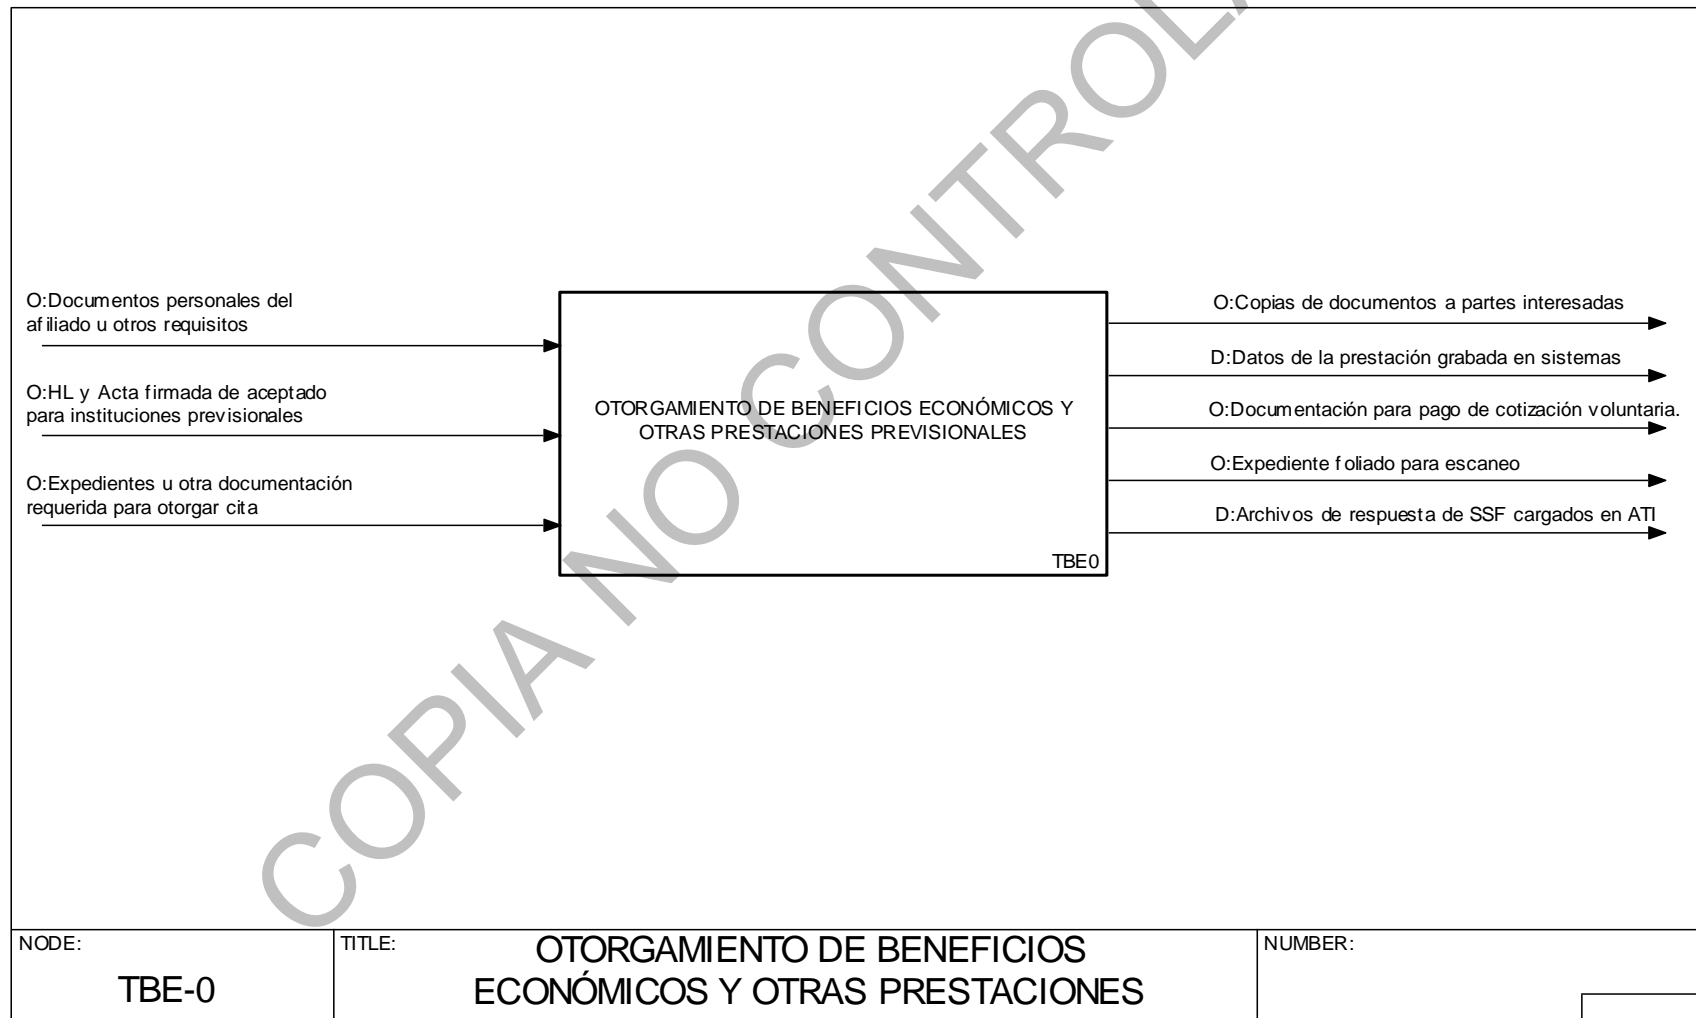 O:Documentos personales del
afiliado u otros requisitos
O:HL y Acta firmada de aceptado
para instituciones previsionales
O:Expedientes u otra documentación
requerida para otorgar cita
OTORGAMIENTO DE BENEFICIOS ECONÓMICOS Y
OTRAS PRESTACIONES PREVISIONALES
TBE0
O:Copias de documentos a partes interesadas
D:Datos de la prestación grabada en sistemas
O:Documentación para pago de cotización voluntaria.
O:Expediente foliado para escaneo
D:Archivos de respuesta de SSF cargados en ATI
COPIA NO CONTROL
NODE:
TBE-0
TITLE:
OTORGAMIENTO DE BENEFICIOS
ECONÓMICOS Y OTRAS PRESTACIONES
NUMBER: